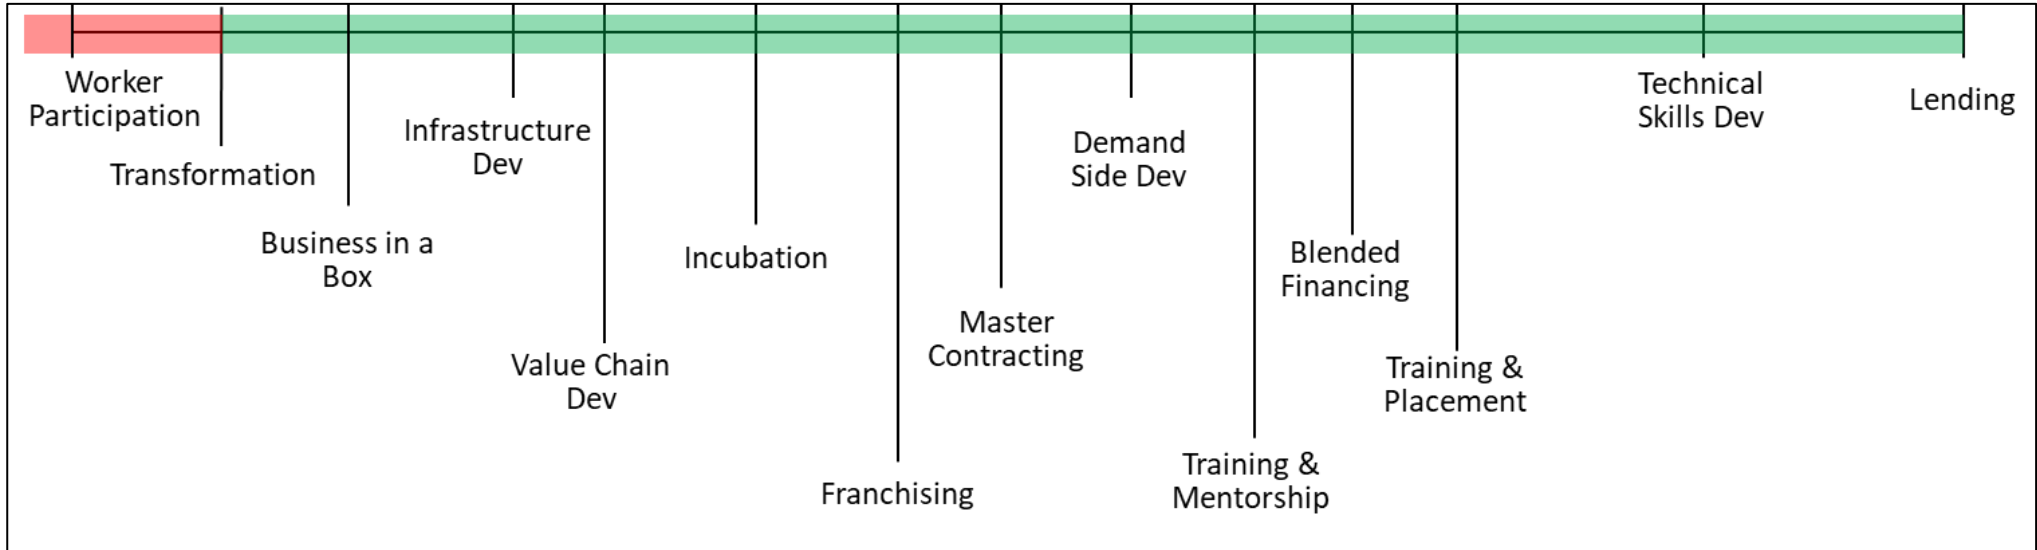 Worker
Participation
Transformation
Business in a
Box
Infrastructure
Dev
Value Chain
Dev
Incubation
Franchising
Master
Contracting
Demand
Side Dev
Training &
Mentorship
Blended
Financing
Training &
Placement
Technical
Skills Dev
Lending